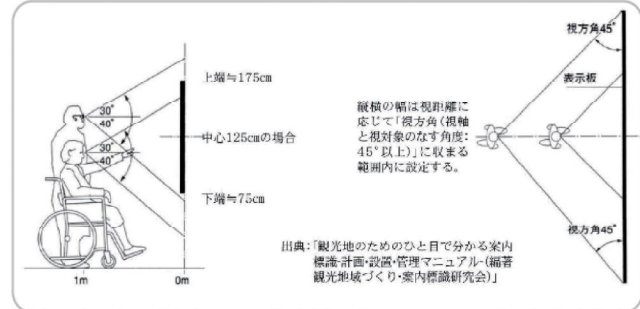 上端≒175cm
30°
40°
中心125cmの場合
30°
40°
下端≒75cm
1m
0m
縦横の幅は視距離に
応じて「視方角(視軸
と視対象のなす角度:
45°以上)」に収まる
範囲内に設定する。
視方角45°
表示板
視方角45°
出典:「観光地のためのひと目で分かる案内
標識-計画・設置・管理マニュアル-(編著
観光地域づくり・案内標識研究会)」